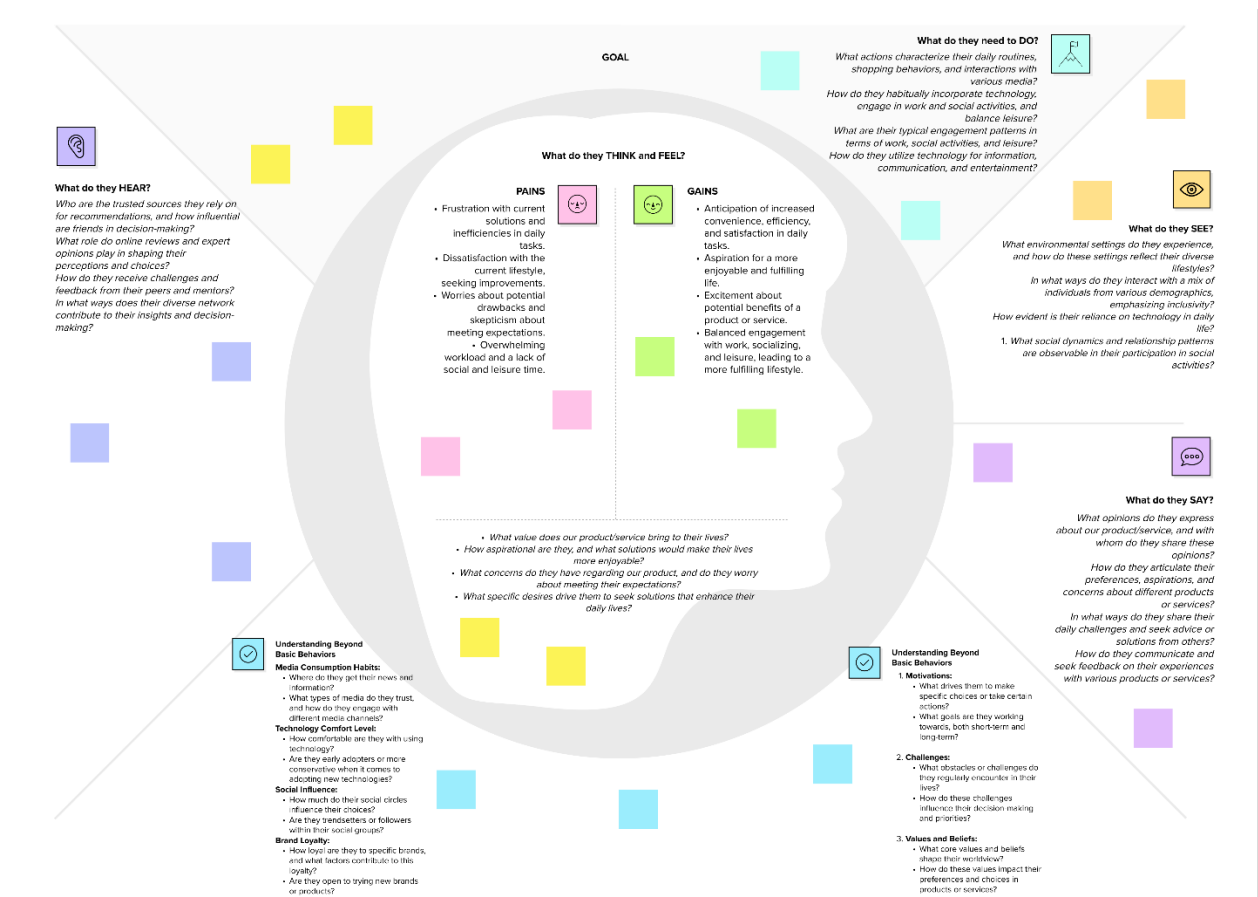 GOAL
What do they need to DO?
What actions characterize their daily routines,
shopping behaviors, and interactions with
various media?
How do they habitually incorporate technology,
engage in work and social activities, and
balance leisure?
What are their typical engagement patterns in
terms of work, social activities, and leisure?
How do they utilize technology for information,
communication, and entertainment?
What do they HEAR?
Who are the trusted sources they rely on
for recommendations, and how influential
are friends in decision-making?
What role do online reviews and expert
opinions play in shaping their
perceptions and choices?
How do they receive challenges and
feedback from their peers and mentors?
In what ways does their diverse network
contribute to their insights and decision-
making?
What do they THINK and FEEL?
PAINS
• Frustration with current
solutions and
inefficiencies in daily
tasks.
• Dissatisfaction with the
current lifestyle,
seeking improvements.
• Worries about potential
drawbacks and
skepticism about
meeting expectations.
• Overwhelming
workload and a lack of
social and leisure time.
GAINS
• Anticipation of increased
convenience, efficiency,
and satisfaction in daily
tasks.
• Aspiration for a more
enjoyable and fulfilling
life.
• Excitement about
potential benefits of a
product or service.
• Balanced engagement
with work, socializing,
and leisure, leading to a
more fulfilling lifestyle.
What do they SEE?
What environmental settings do they experience,
and how do these settings reflect their diverse
lifestyles?
In what ways do they interact with a mix of
individuals from various demographics,
emphasizing inclusivity?
How evident is their reliance on technology in daily
life?
1. What social dynamics and relationship patterns
are observable in their participation in social
activities?
What do they SAY?
What opinions do they express
about our product/service, and with
whom do they share these
opinions?
How do they articulate their
preferences, aspirations, and
concerns about different products
or services?
In what ways do they share their
daily challenges and seek advice or
solutions from others?
How do they communicate and
seek feedback on their experiences
with various products or services?
• What value does our product/service bring to their lives?
• How aspirational are they, and what solutions would make their lives
more enjoyable?
• What concerns do they have regarding our product, and do they worry
about meeting their expectations?
• What specific desires drive them to seek solutions that enhance their
daily lives?
Understanding Beyond
Basic Behaviors
Media Consumption Habits:
• Where do they get their news and
information?
• What types of media do they trust,
and how do they engage with
different media channels?
Technology Comfort Level:
• How comfortable are they with using
technology?
• Are they early adopters or more
conservative when it comes to
adopting new technologies?
Social Influence:
• How much do their social circles
influence their choices?
• Are they trendsetters or followers
within their social groups?
Brand Loyalty:
• How loyal are they to specific brands,
and what factors contribute to this
loyalty?
• Are they open to trying new brands
or products?
Understanding Beyond
Basic Behaviors
1. Motivations:
• What drives them to make
specific choices or take certain
actions?
• What goals are they working
towards, both short-term and
long-term?
2. Challenges:
• What obstacles or challenges do
they regularly encounter in their
lives?
• How do these challenges
influence their decision-making
and priorities?
3. Values and Beliefs:
• What core values and beliefs
shape their worldview?
• How do these values impact their
preferences and choices in
products or services?